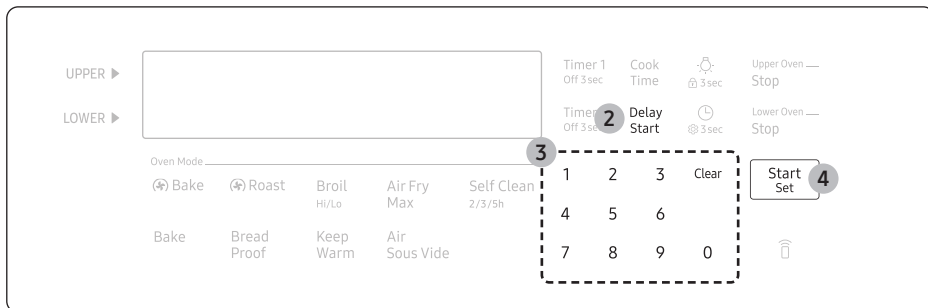 UPPER ▶
LOWER ▶
Timer 1
Off 3 sec
Cook
Time
3 sec
Upper Oven
Stop
Timer
Off 3 sec
2
Delay
Start
3 sec
Lower Oven
Stop
Oven Mode
Bake
Roast
Broil
Hi/Lo
Air Fry
Max
Self Clean
2/3/5h
Bake
Bread
Proof
Keep
Warm
Air
Sous Vide
3
1 2 3 Clear
4 5 6
7 8 9 0
Start
Set
4